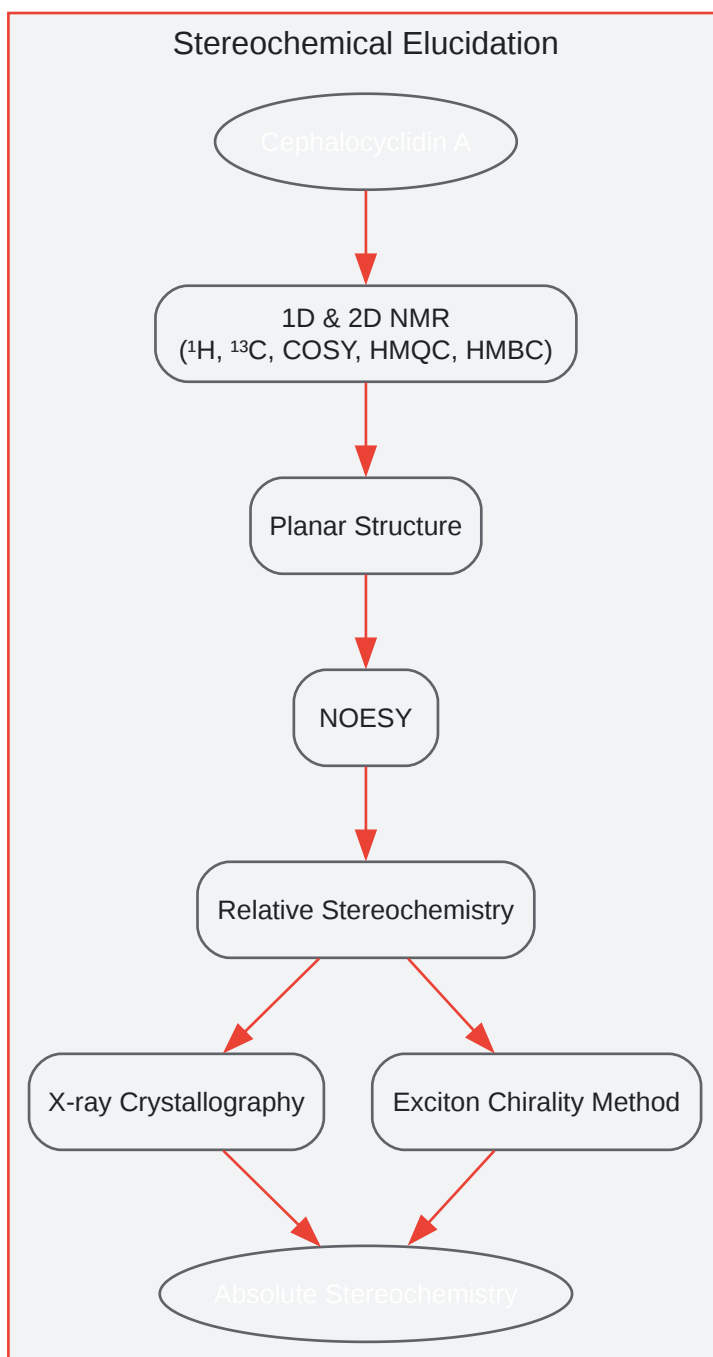 Stereochemical Elucidation
Cephalocyclidin A
1D & 2D NMR
(¹H, ¹³C, COSY, HMQC, HMBC)
Planar Structure
NOESY
Relative Stereochemistry
X-ray Crystallography
Exciton Chirality Method
Absolute Stereochemistry